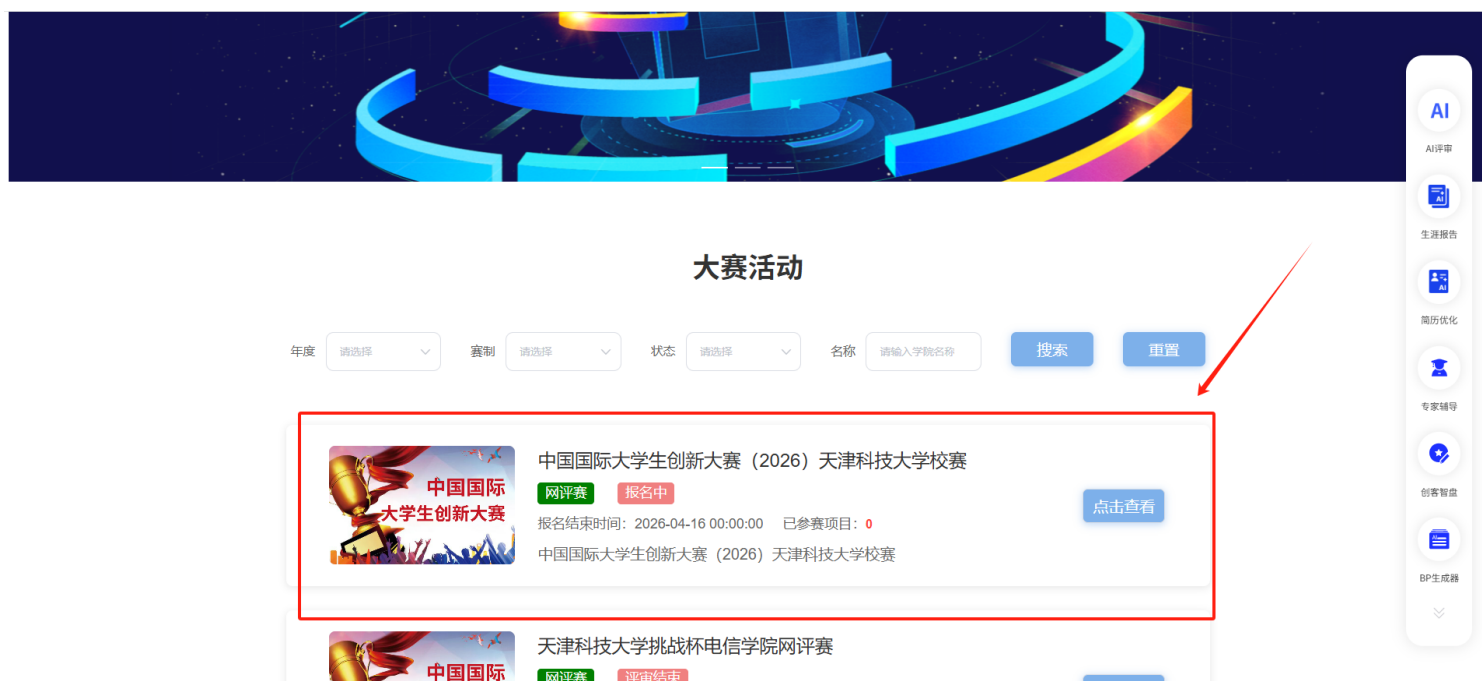 大赛活动
年度 请选择 赛制 请选择 状态 请选择 名称 请输入学院名称 搜索 重置
中国国际
大学生创新大赛
中国国际大学生创新大赛（2026）天津科技大学校赛
网评赛 报名中
报名结束时间：2026-04-16 00:00:00 已参赛项目：0
中国国际大学生创新大赛（2026）天津科技大学校赛
点击查看
中国国际
天津科技大学挑战杯电信学院网评赛
网评赛 评审结束
AI
AI评审
AI
生涯报告
AI
简历优化
专家辅导
创客智盘
BP生成器